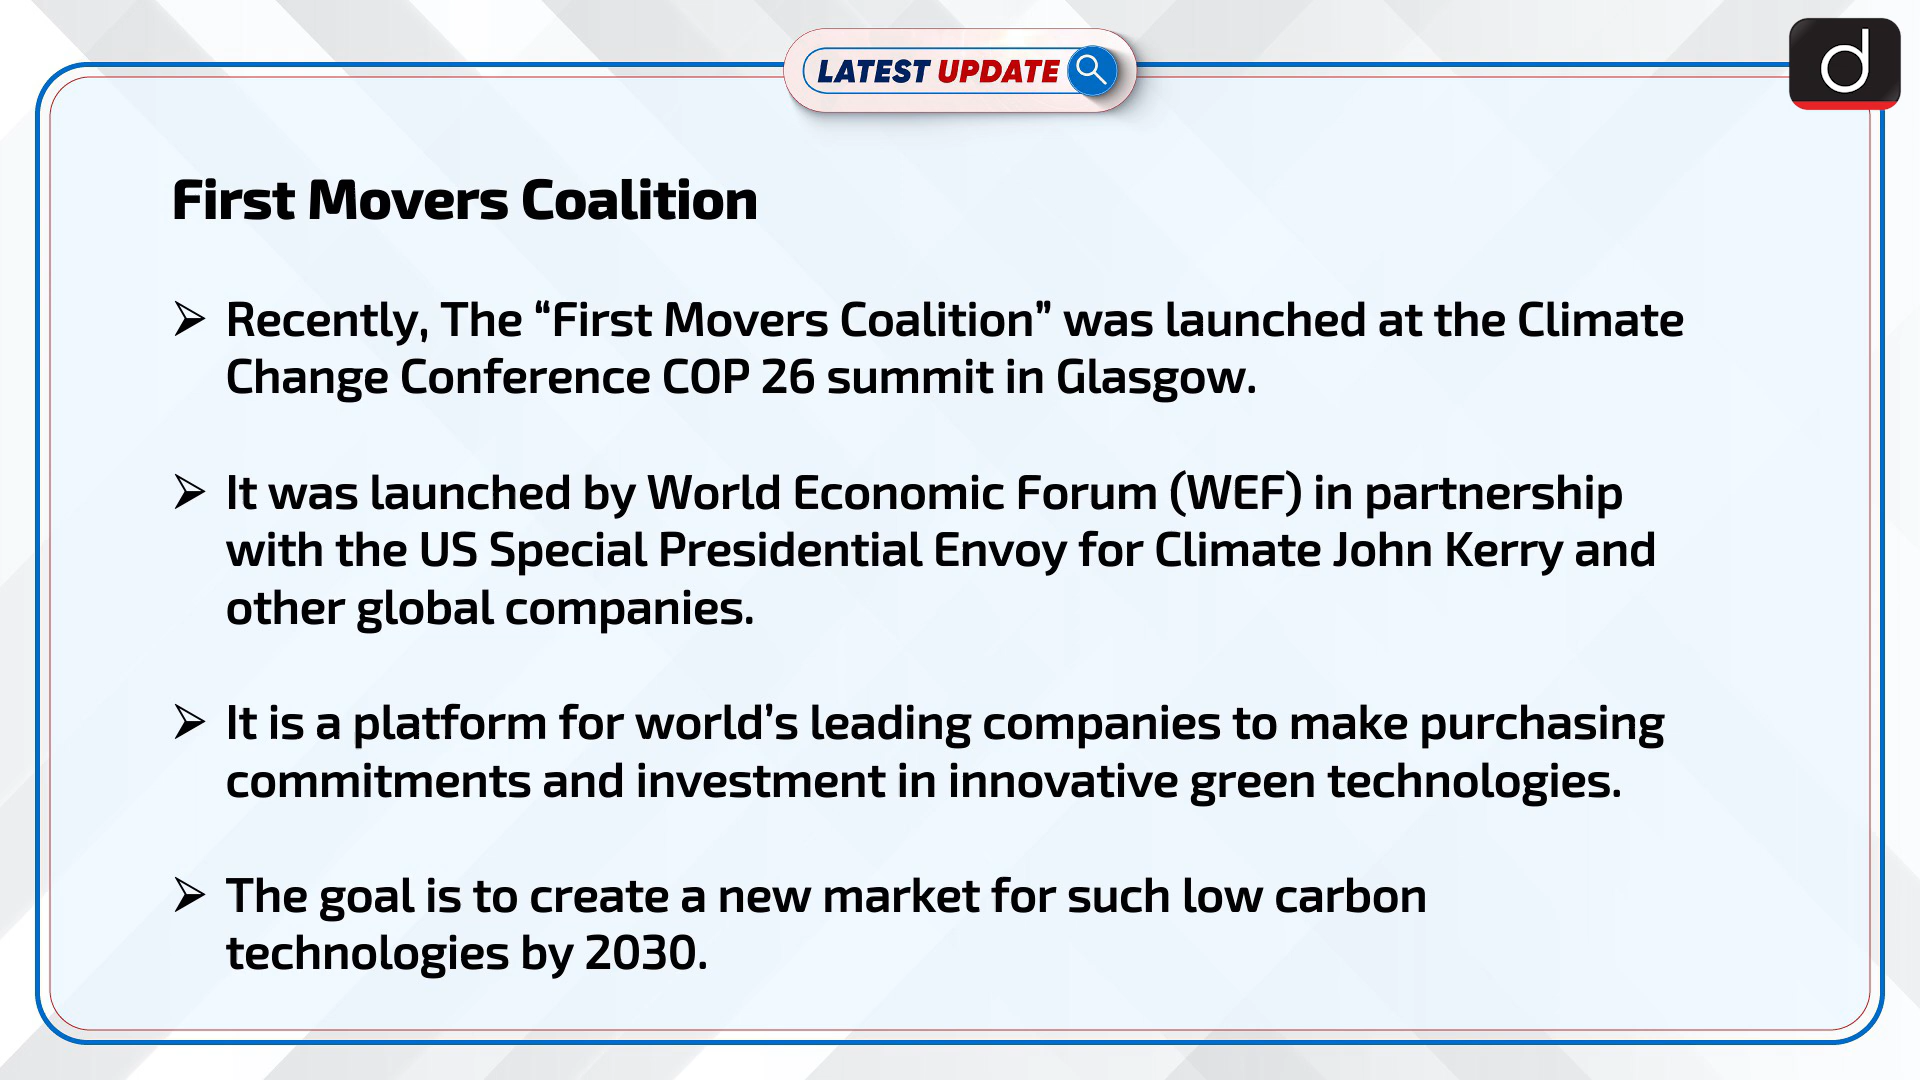 LATEST UPDATE
d
First Movers Coalition
➢ Recently, The “First Movers Coalition” was launched at the Climate
Change Conference COP 26 summit in Glasgow.
➢ It was launched by World Economic Forum (WEF) in partnership
with the US Special Presidential Envoy for Climate John Kerry and
other global companies.
➢ It is a platform for world’s leading companies to make purchasing
commitments and investment in innovative green technologies.
➢ The goal is to create a new market for such low carbon
technologies by 2030.